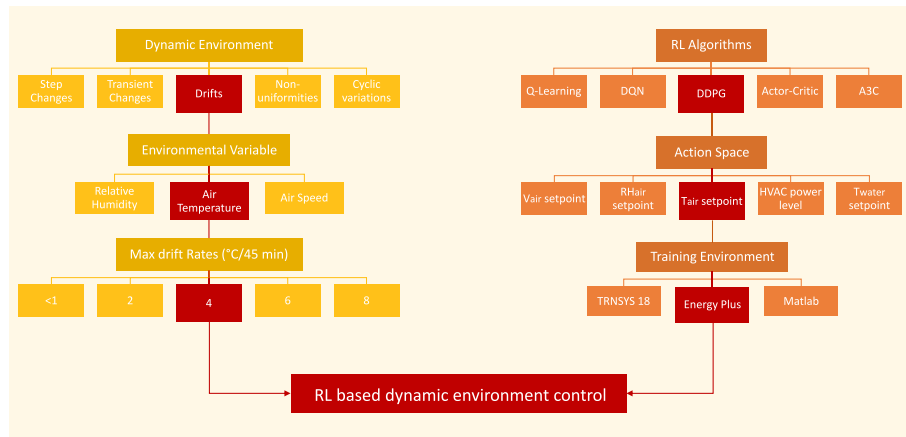 Dynamic Environment
Step
Changes
Transient
Changes
Drifts
Non-
uniformities
Cyclic
variations
Environmental Variable
Relative
Humidity
Air
Temperature
Air Speed
Max drift Rates (°C/45 min)
<1
2
4
6
8
RL Algorithms
Q-Learning
DQN
DDPG
Actor-Critic
A3C
Action Space
Vair setpoint
RHair
setpoint
Tair setpoint
HVAC power
level
Twater
setpoint
Training Environment
TRNSYS 18
Energy Plus
Matlab
RL based dynamic environment control